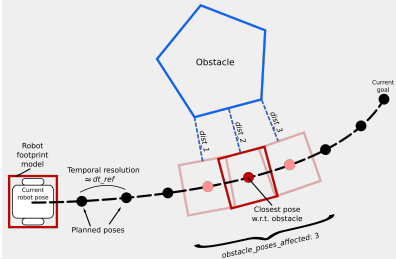 Obstacle
Current
goal
dist_1
dist_2
dist_3
Robot
footprint
model
Temporal resolution
≃ dt_ref
Current
robot pose
Planned poses
Closest pose
w.r.t. obstacle
obstacle_poses_affected: 3